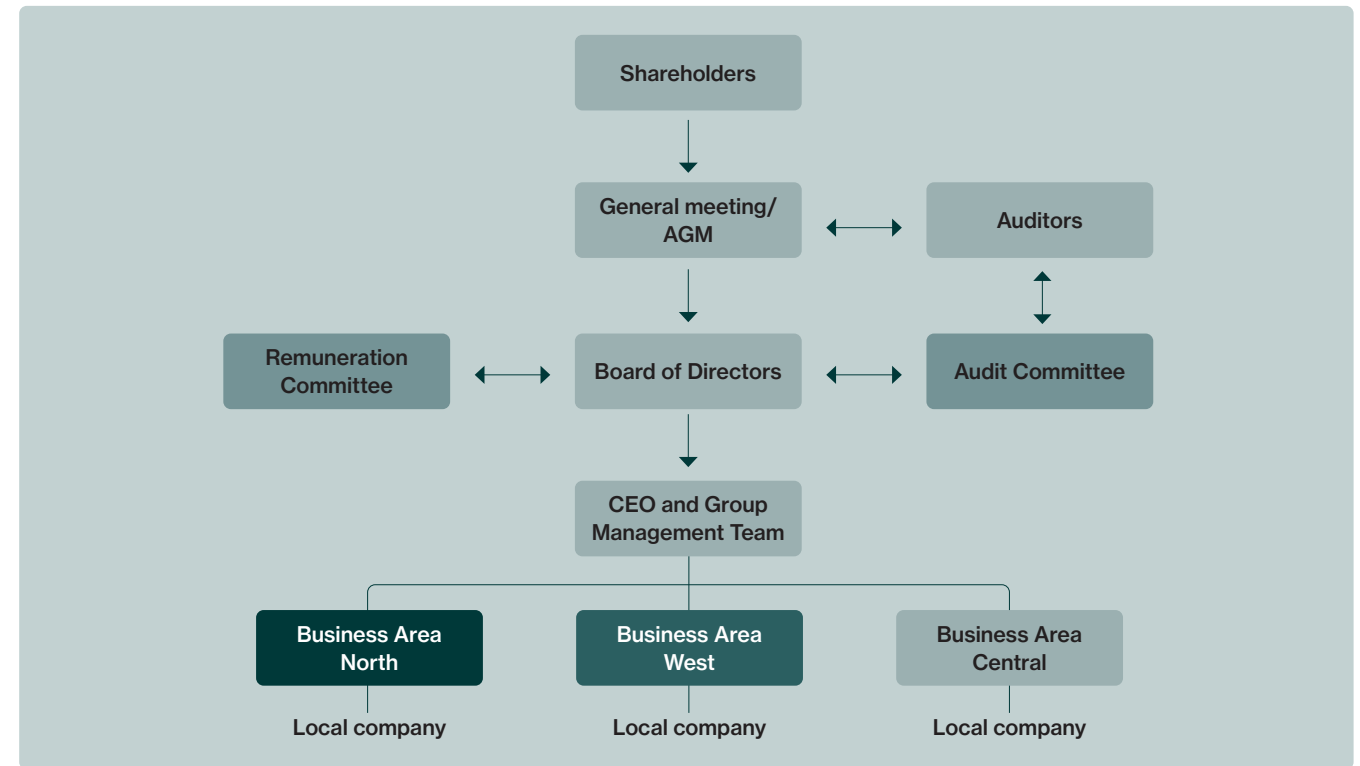 Shareholders
General meeting/
AGM
Auditors
Remuneration
Committee
Board of Directors
Audit Committee
CEO and Group
Management Team
Business Area
North
Business Area
West
Business Area
Central
Local company
Local company
Local company